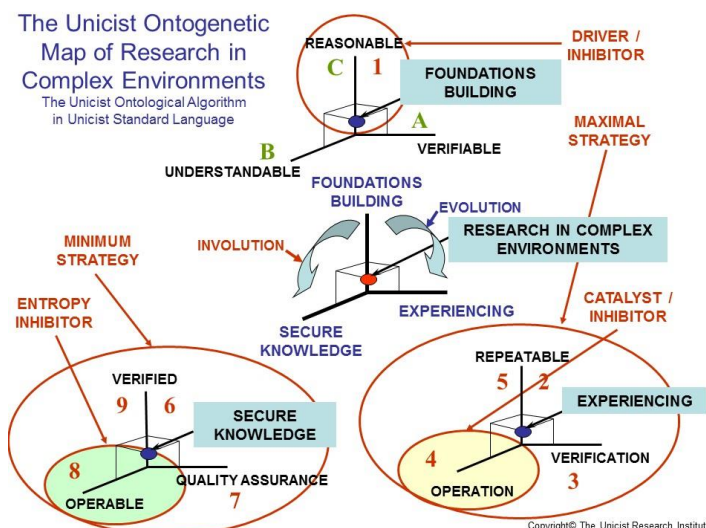 The Unicist Ontogenetic
Map of Research in
Complex Environments
The Unicist Ontological Algorithm
in Unicist Standard Language
REASONABLE
C 1
DRIVER /
INHIBITOR
FOUNDATIONS
BUILDING
A
B
VERIFIABLE
UNDERSTANDABLE
MAXIMAL
STRATEGY
FOUNDATIONS
BUILDING
EVOLUTION
INVOLUTION
RESEARCH IN COMPLEX
ENVIRONMENTS
EXPERIENCING
SECURE
KNOWLEDGE
MINIMUM
STRATEGY
ENTROPY
INHIBITOR
CATALYST /
INHIBITOR
VERIFIED
9 6
SECURE
KNOWLEDGE
8
QUALITY ASSURANCE
7
OPERABLE
REPEATABLE
5 2
EXPERIENCING
4
VERIFICATION
3
OPERATION
Copyright© The Unicist Research Institute